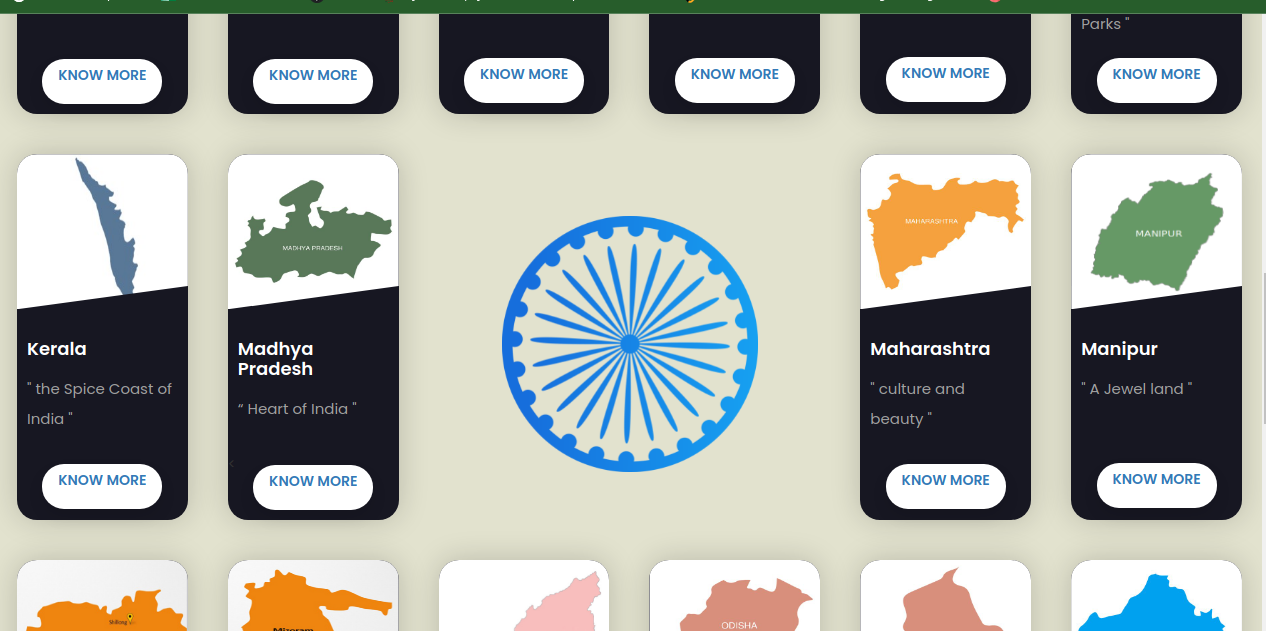 Parks "
KNOW MORE
KNOW MORE
KNOW MORE
KNOW MORE
KNOW MORE
KNOW MORE
MADHYA PRADESH
MAHARASHTRA
MANIPUR
Kerala
" the Spice Coast of
India "
KNOW MORE
Madhya
Pradesh
“ Heart of India "
KNOW MORE
Maharashtra
" culture and
beauty "
KNOW MORE
Manipur
" A Jewel land "
KNOW MORE
Mizoram
ODISHA